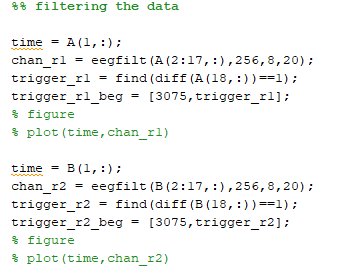 %% filtering the data
time = A(1,:);
chan_r1 = eegfilt(A(2:17,:),256,8,20);
trigger_r1 = find(diff(A(18,:))==1);
trigger_r1_beg = [3075,trigger_r1];
% figure
% plot(time,chan_r1)
time = B(1,:);
chan_r2 = eegfilt(B(2:17,:),256,8,20);
trigger_r2 = find(diff(B(18,:))==1);
trigger_r2_beg = [3075,trigger_r2];
% figure
% plot(time,chan_r2)